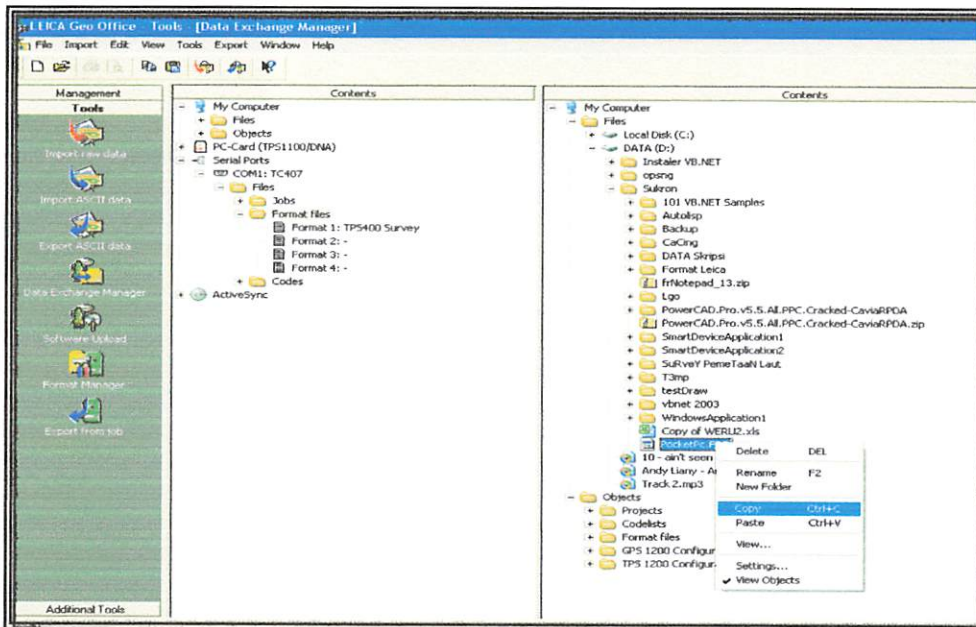 LEICA Geo Office - Tools - [Data Exchange Manager]
File Import Edit View Tools Export Window Help
Management
Tools
Import raw data
Import ASCII data
Export ASCII data
Data Exchange Manager
Software Upload
Format Manager
Export from job
Additional Tools
Contents
My Computer
Files
Objects
PC-Card (TPS1100/DNA)
Serial Ports
COM1: TC407
Files
Jobs
Format files
Format 1: TPS400 Survey
Format 2: -
Format 3: -
Format 4: -
Codes
ActiveSync
Contents
My Computer
Files
Local Disk (C:)
DATA (D:)
Instaler VB.NET
opsng
Sukron
101 VB.NET Samples
Autolisp
Backup
CaCing
DATA Skripsi
Format Leica
frNotepad_13.zip
Lgo
PowerCAD.Pro.v5.5.All.PPC.Cracked-CaviaRPDA
PowerCAD.Pro.v5.5.All.PPC.Cracked-CaviaRPDA.zip
SmartDeviceApplication1
SmartDeviceApplication2
SuRveY PemeTaaN Laut
T3mp
testDraw
vbnet 2003
WindowsApplication1
Copy of WERU2.xls
PocketPc.
10 - ain't seen
Andy Liany - A
Track 2.mp3
Objects
Projects
Codelists
Format files
GPS 1200 Configur
TPS 1200 Configur
Delete DEL
Rename F2
New Folder
Copy Ctrl+C
Paste Ctrl+V
View...
Settings...
View Objects